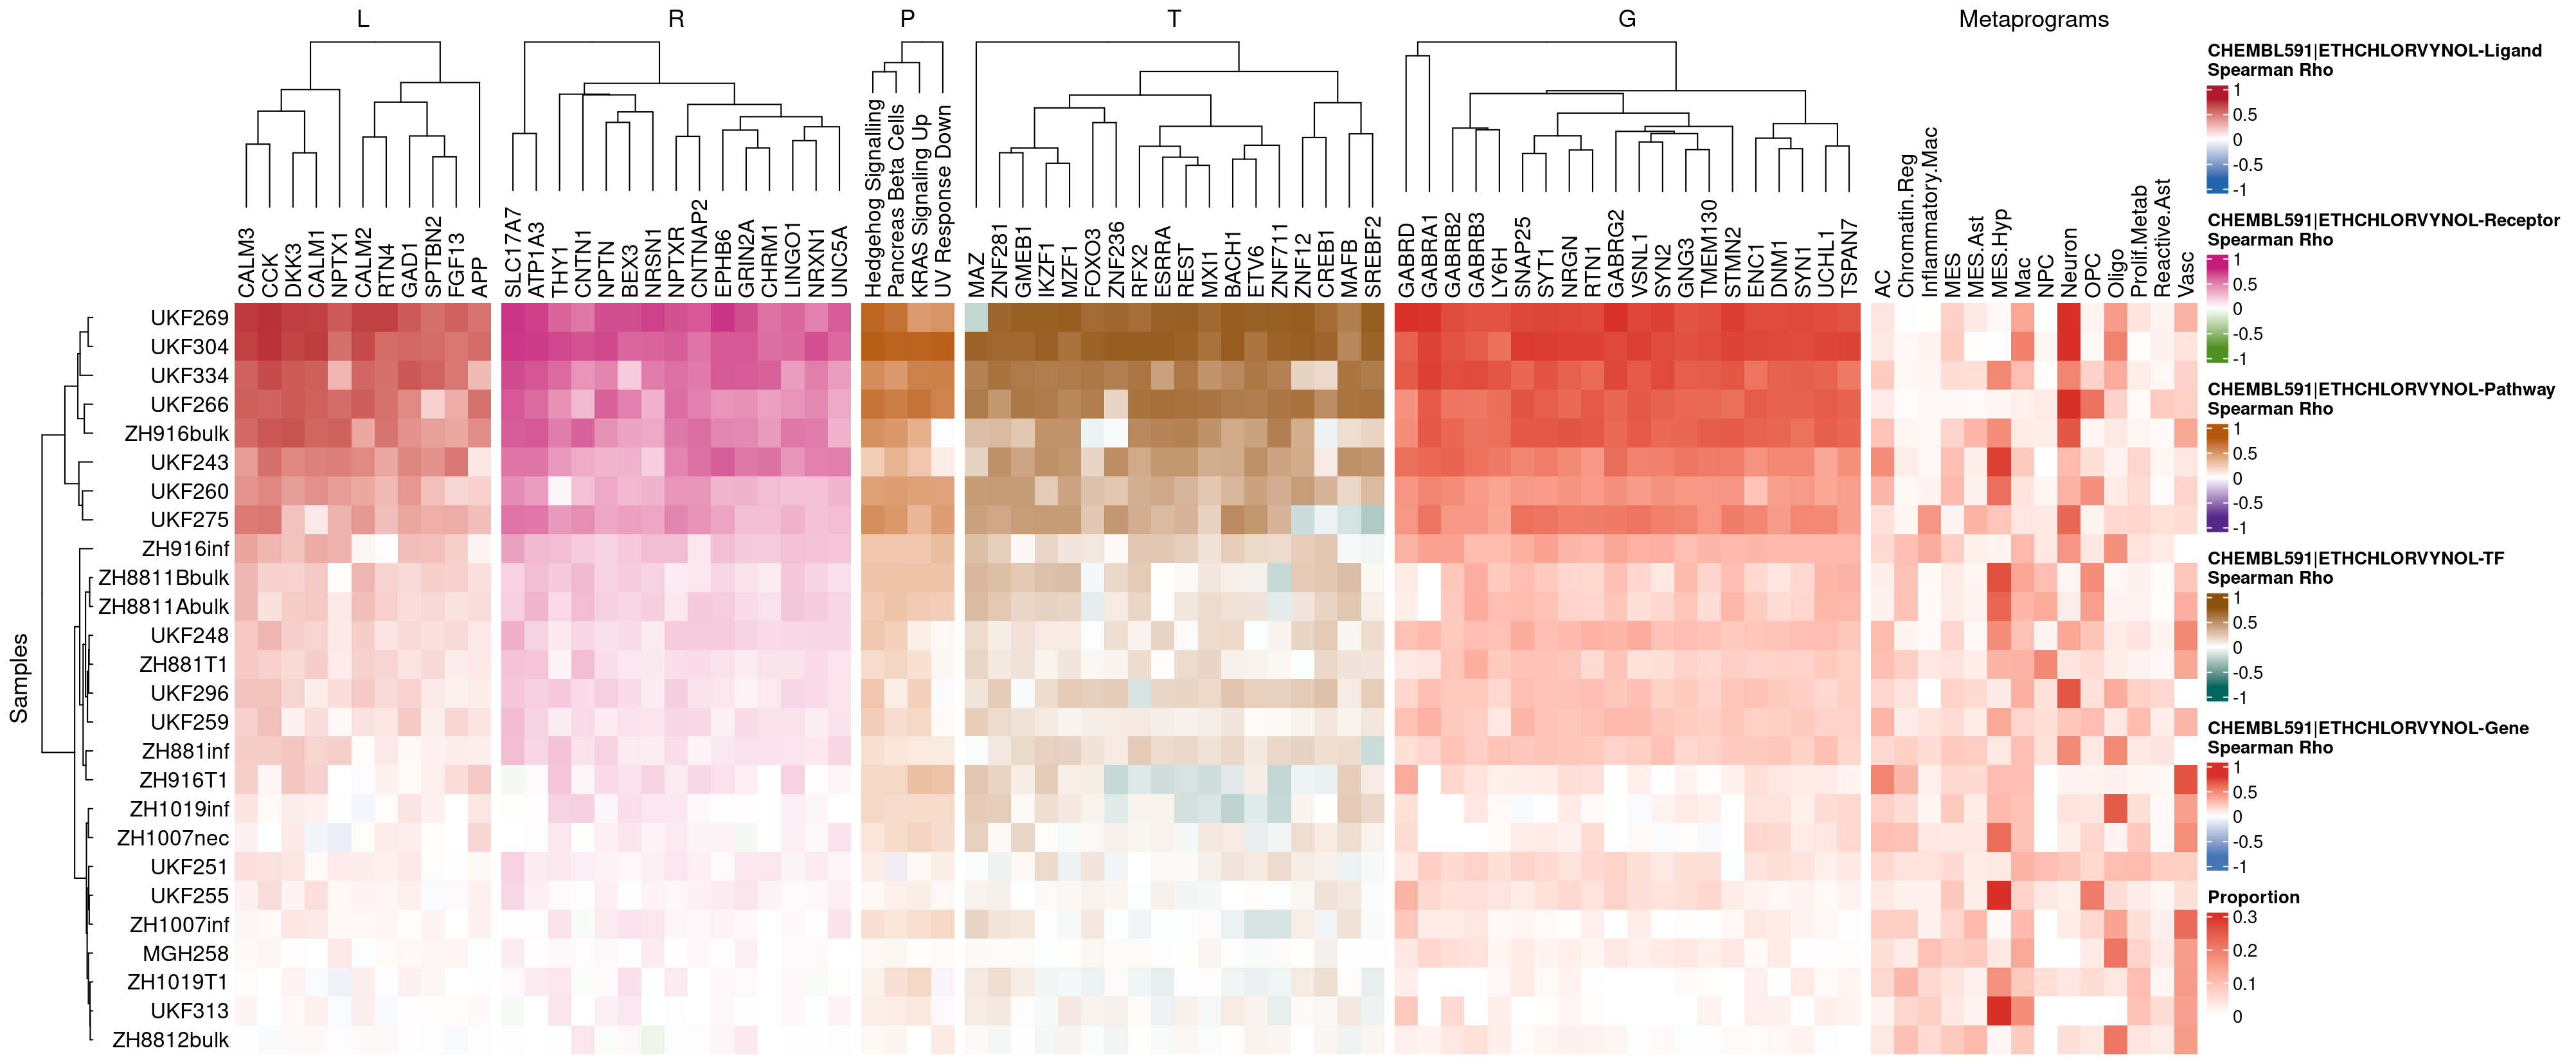 L R P T G Metaprograms
CALM3
CCK
DKK3
CALM1
NPTX1
CALM2
RTN4
GAD1
SPTBN2
FGF13
APP
SLC17A7
ATP1A3
THY1
CNTN1
NPTN
BEX3
NRSN1
NPTXR
CNTNAP2
EPHB6
GRIN2A
CHRM1
LINGO1
NRXN1
UNC5A
Hedgehog Signalling
Pancreas Beta Cells
KRAS Signaling Up
UV Response Down
MAZ
ZNF281
GMEB1
IKZF1
MZF1
FOXO3
ZNF236
RFX2
ESRRA
REST
MXI1
BACH1
ETV6
ZNF711
ZNF12
CREB1
MAFB
SREBF2
GABRD
GABRA1
GABRB2
GABRB3
LY6H
SNAP25
SYT1
NRGN
RTN1
GABRG2
VSNL1
SYN2
GNG3
TMEM130
STMN2
ENC1
DNM1
SYN1
UCHL1
TSPAN7
AC
Chromatin.Reg
Inflammatory.Mac
MES
MES.Ast
MES.Hyp
Mac
NPC
Neuron
OPC
Oligo
Prolif.Metab
Reactive.Ast
Vasc
Samples
UKF269
UKF304
UKF334
UKF266
ZH916bulk
UKF243
UKF260
UKF275
ZH916inf
ZH8811Bbulk
ZH8811Abulk
UKF248
ZH881T1
UKF296
UKF259
ZH881inf
ZH916T1
ZH1019inf
ZH1007nec
UKF251
UKF255
ZH1007inf
MGH258
ZH1019T1
UKF313
ZH8812bulk
CHEMBL591|ETHCHLORVYNOL-Ligand
Spearman Rho
1
0.5
0
-0.5
-1
CHEMBL591|ETHCHLORVYNOL-Receptor
Spearman Rho
1
0.5
0
-0.5
-1
CHEMBL591|ETHCHLORVYNOL-Pathway
Spearman Rho
1
0.5
0
-0.5
-1
CHEMBL591|ETHCHLORVYNOL-TF
Spearman Rho
1
0.5
0
-0.5
-1
CHEMBL591|ETHCHLORVYNOL-Gene
Spearman Rho
1
0.5
0
-0.5
-1
Proportion
0.3
0.2
0.1
0